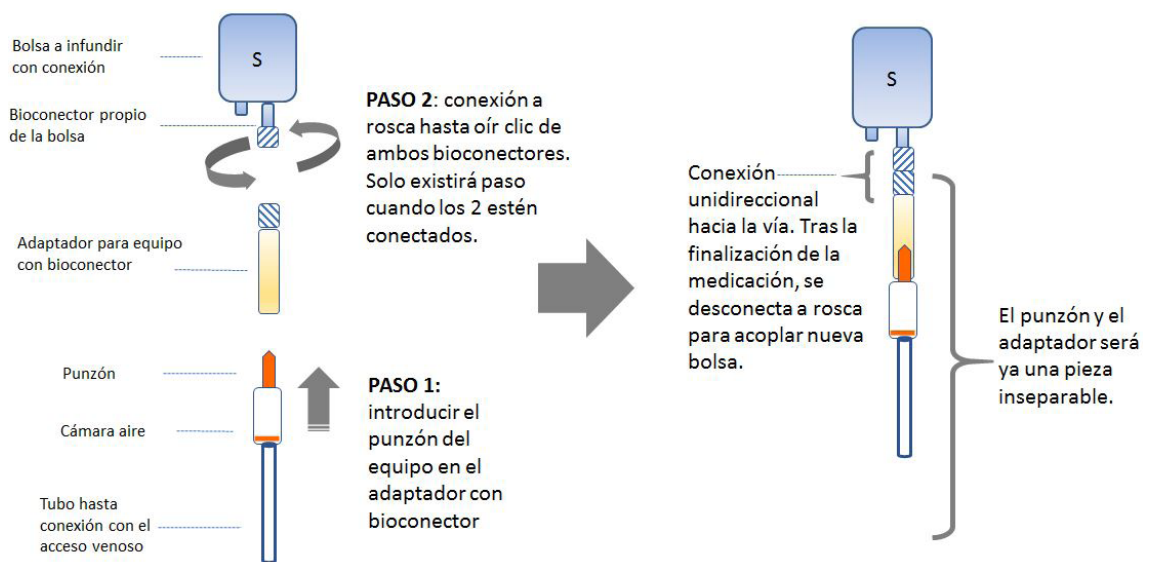 Bolsa a infundir
con conexión
S
Bioconector propio
de la bolsa
Adaptador para equipo
con bioconector
Punzón
Cámara aire
Tubo hasta
conexión con el
acceso venoso
PASO 2: conexión a
rosca hasta oír clic de
ambos bioconectores.
Solo existirá paso
cuando los 2 estén
conectados.
PASO 1:
introducir el
punzón del
equipo en el
adaptador con
bioconector
S
Conexión
unidireccional
hacia la vía. Tras la
finalización de la
medicación, se
desconecta a rosca
para acoplar nueva
bolsa.
El punzón y el
adaptador será
ya una pieza
inseparable.